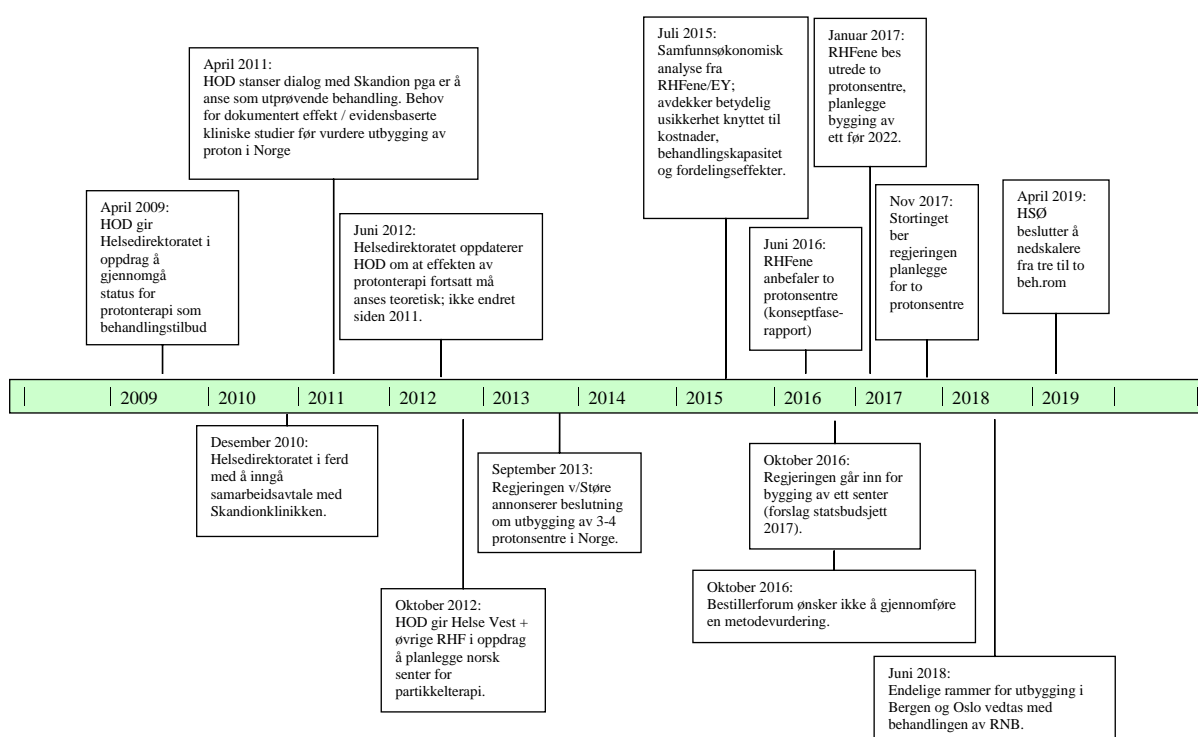 Juli 2015:
Samfunnsøkonomisk
analyse fra
RHFene/EY;
avdekker betydelig
usikkerhet knyttet til
kostnader,
behandlingskapasitet
og fordelingseffekter.
Januar 2017:
RHFene bes
utrede to
protonsentre,
planlegge
bygging av
ett før 2022.
April 2011:
HOD stanser dialog med Skandion pga er å
anse som utprøvende behandling. Behov
for dokumentert effekt / evidensbaserte
kliniske studier før vurdere utbygging av
proton i Norge
April 2009:
HOD gir
Helsedirektoratet i
oppdrag å
gjennomgå
status for
protonterapi som
behandlingstilbud
Juni 2012:
Helsedirektoratet oppdaterer
HOD om at effekten av
protonterapi fortsatt må
anses teoretisk; ikke endret
siden 2011.
Juni 2016:
RHFene
anbefaler to
protonsentre
(konseptfase-
rapport)
Nov 2017:
Stortinget
ber
regjeringen
planlegge
for to
protonsentre
April 2019:
HSØ
beslutter å
nedskalere
fra tre til to
beh.rom
2009 2010 2011 2012 2013 2014 2015 2016 2017 2018 2019
Desember 2010:
Helsedirektoratet i ferd
med å inngå
samarbeidsavtale med
Skandionklinikken.
September 2013:
Regjeringen v/Støre
annonserer beslutning
om utbygging av 3-4
protonsentre i Norge.
Oktober 2016:
Regjeringen går inn for
bygging av ett senter
(forslag statsbudsjett
2017).
Oktober 2012:
HOD gir Helse Vest +
øvrige RHF i oppdrag
å planlegge norsk
senter for
partikkelterapi.
Oktober 2016:
Bestillerforum ønsker ikke å gjennomføre
en metodevurdering.
Juni 2018:
Endelige rammer for utbygging i
Bergen og Oslo vedtas med
behandlingen av RNB.